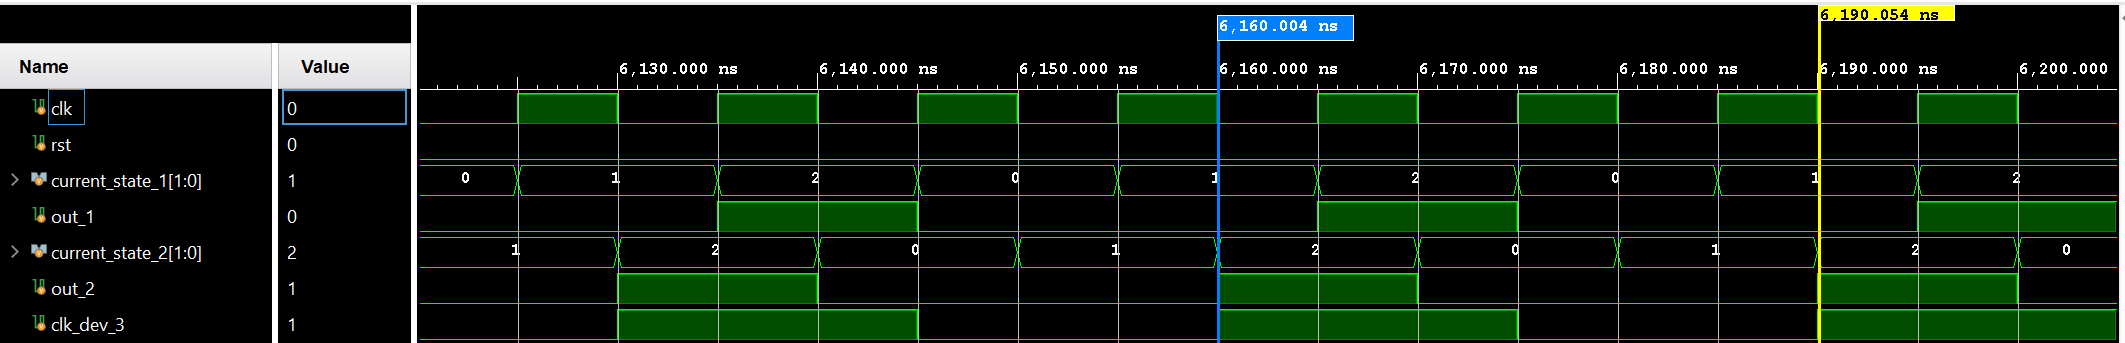 6,160.004 ns 6,190.054 ns
Name Value
6,130.000 ns 6,140.000 ns 6,150.000 ns 6,160.000 ns 6,170.000 ns 6,180.000 ns 6,190.000 ns 6,200.000
clk 0
rst 0
current_state_1[1:0] 1 0 1 2 0 1 2 0 1 2
out_1 0
current_state_2[1:0] 2 1 2 0 1 2 0 1 2 0
out_2 1
clk_dev_3 1